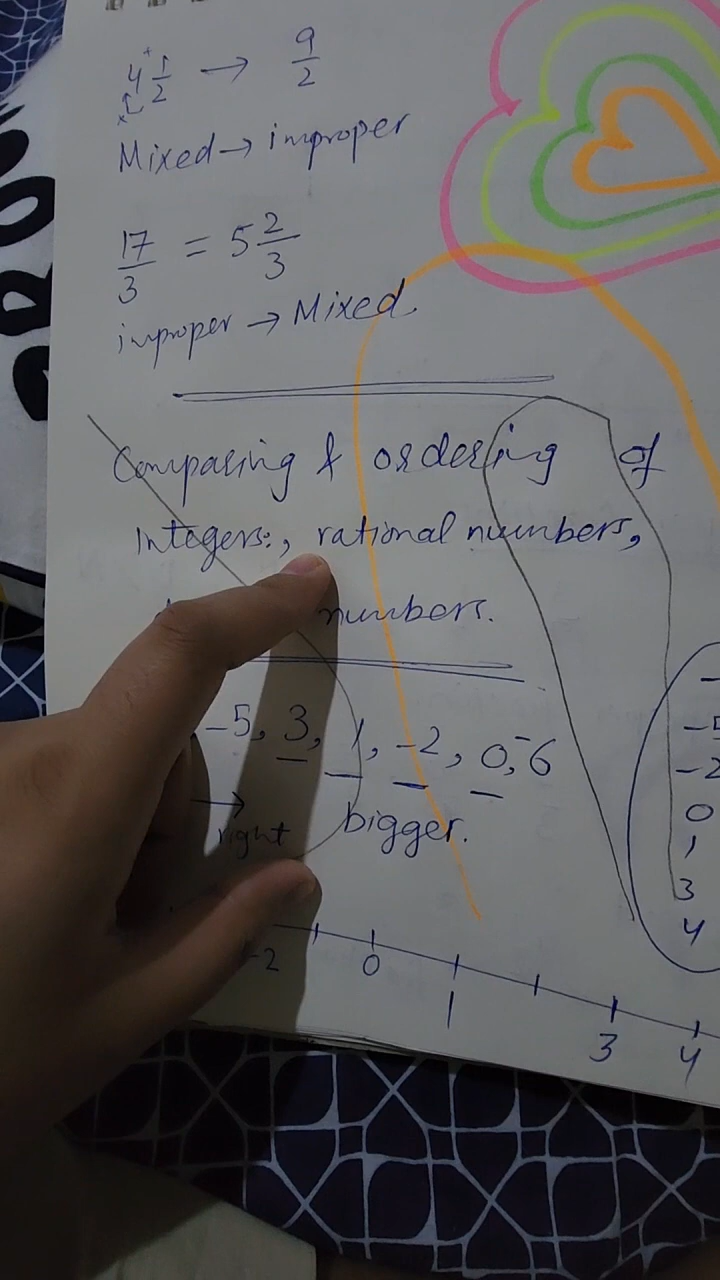 4 1/2 → 9/2
Mixed → improper
17/3 = 5 2/3
improper → Mixed.
Comparing & ordering of
Integers:, rational numbers,
numbers.
-5, 3, 1, -2, 0, -6
→
right bigger.
-2 0 1 3 4
-5
-2
0
1
3
4